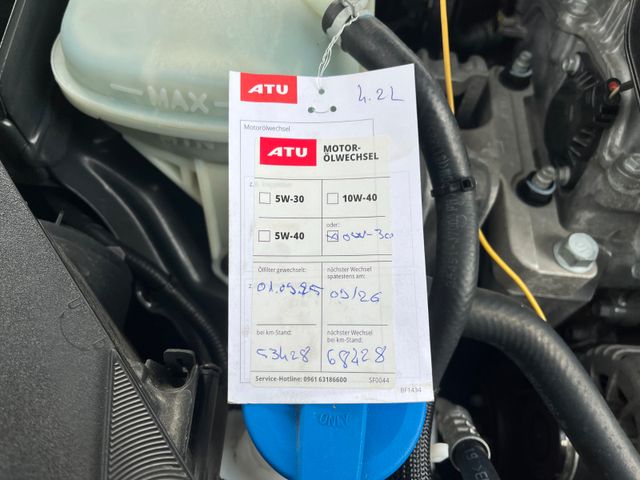 MAX
ATU
4.2L
Motorölwechsel
ATU
MOTOR-
ÖLWECHSEL
5W-30
10W-40
5W-40
oder:
0W-30
Ölfilter gewechselt:
nächster Wechsel
spätestens am:
01.09.25
09/26
bei km-Stand:
nächster Wechsel
bei km-Stand:
53428
68428
Service-Hotline: 0961 63186600
SF0044
BF1434
ONLY